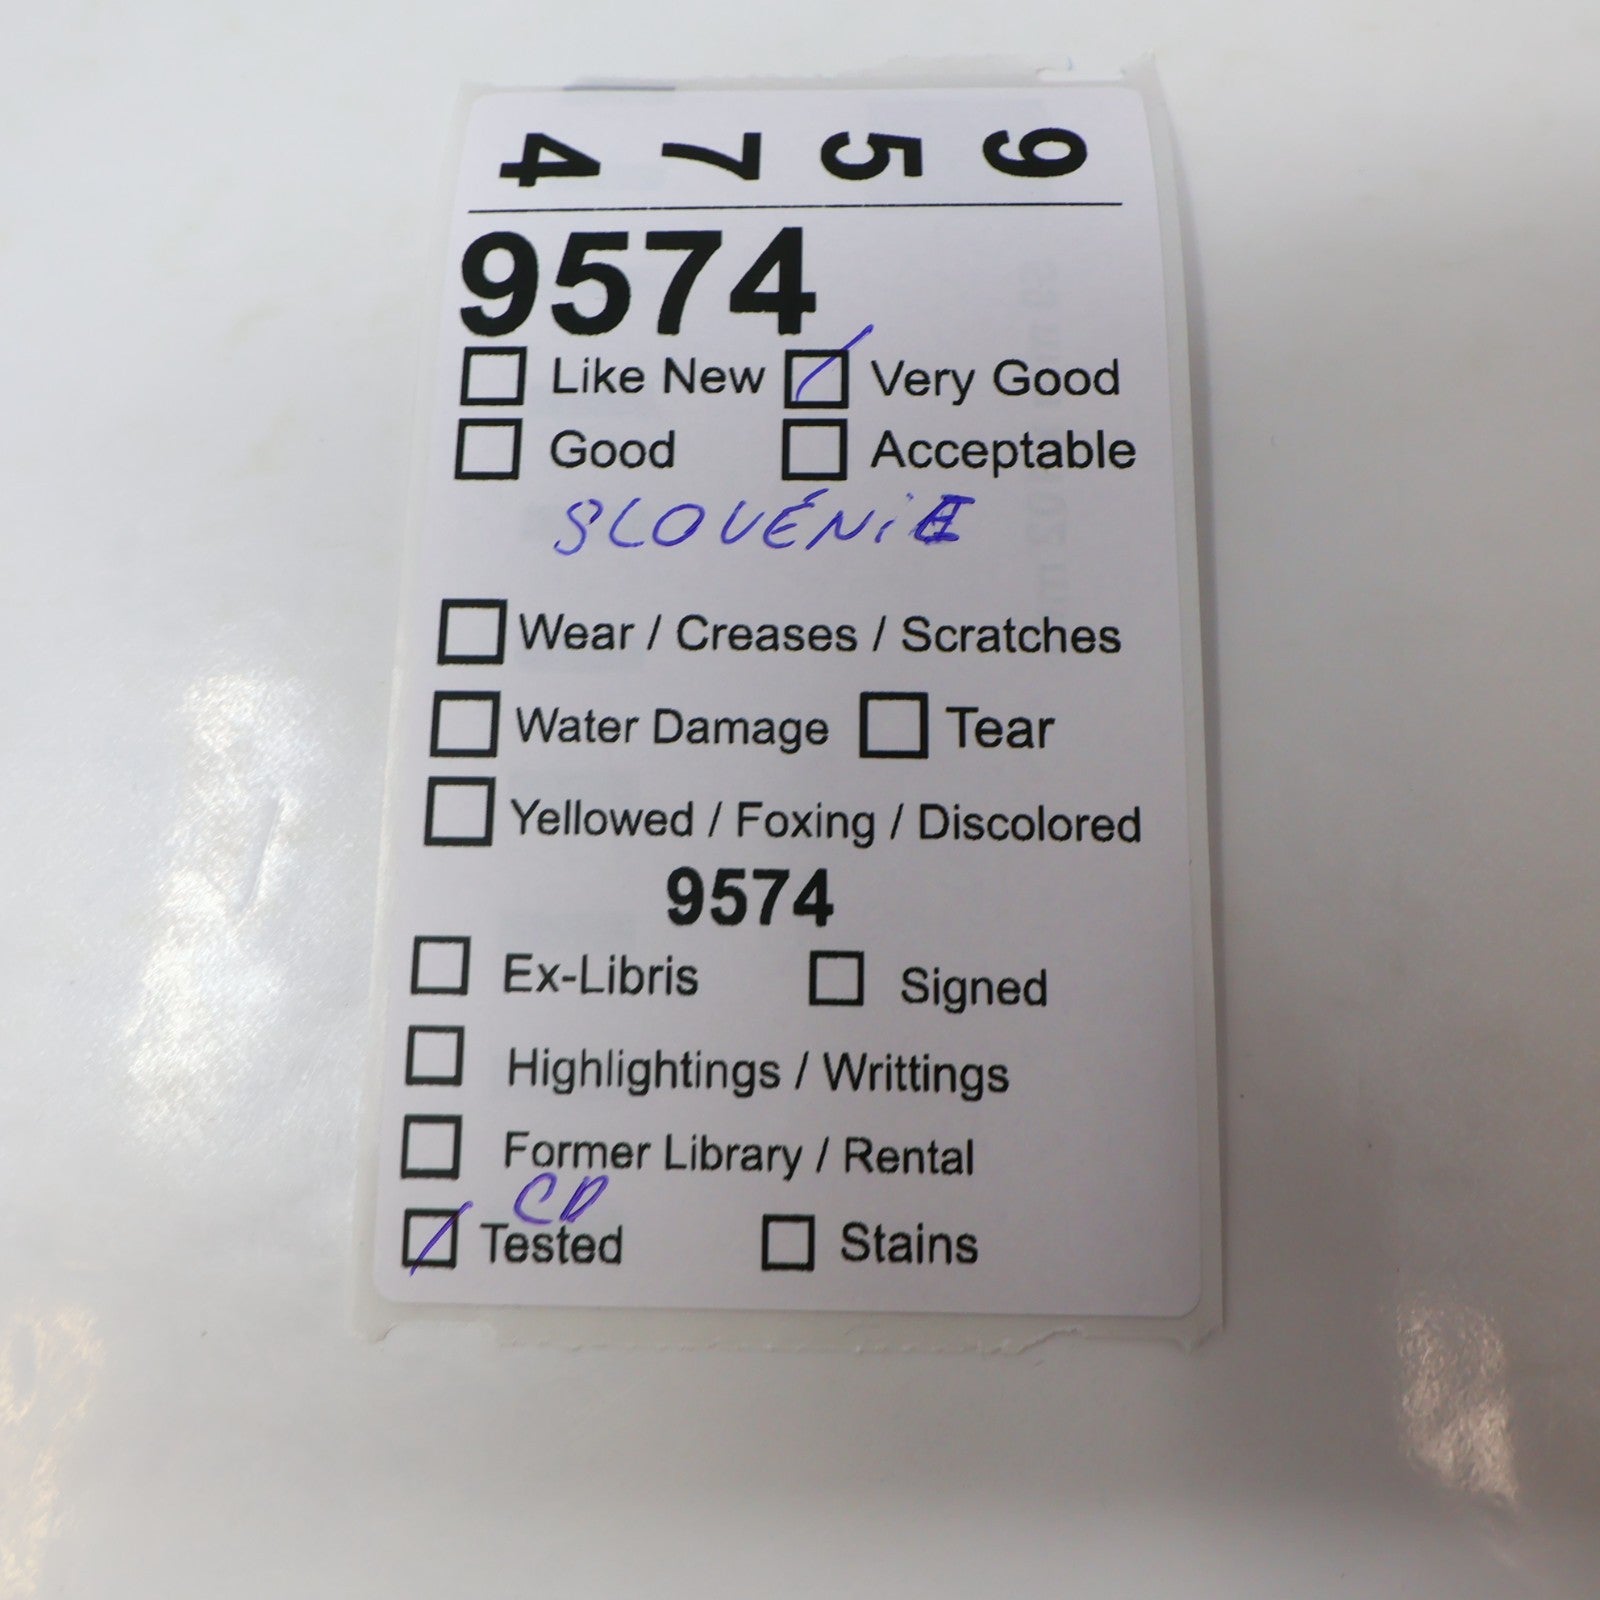 9 5 7 4
9574
Like New Very Good
Good Acceptable
SLOVÉNIE
Wear / Creases / Scratches
Water Damage Tear
Yellowed / Foxing / Discolored
9574
Ex-Libris Signed
Highlightings / Writtings
Former Library / Rental
CD
Tested Stains